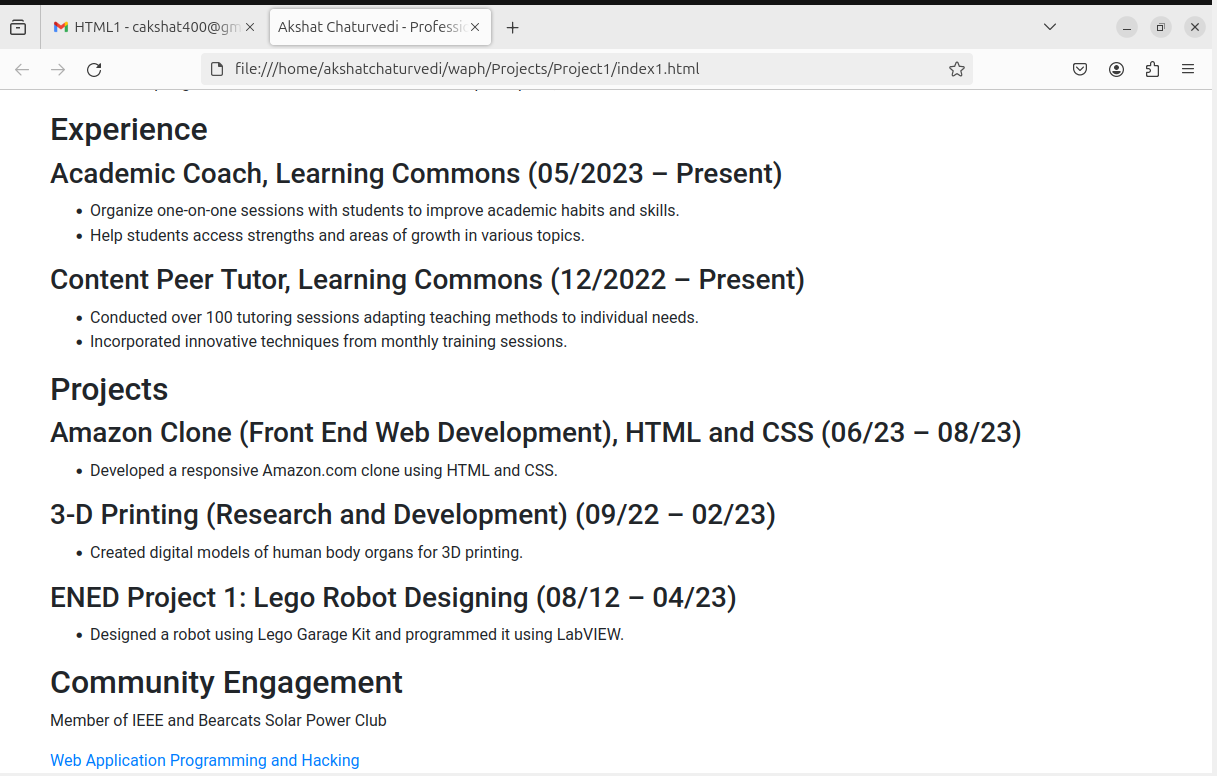 HTML1 - cakshat400@gm
Akshat Chaturvedi - Professio
file:///home/akshatchaturvedi/waph/Projects/Project1/index1.html
Experience
Academic Coach, Learning Commons (05/2023 – Present)
• Organize one-on-one sessions with students to improve academic habits and skills.
• Help students access strengths and areas of growth in various topics.
Content Peer Tutor, Learning Commons (12/2022 – Present)
• Conducted over 100 tutoring sessions adapting teaching methods to individual needs.
• Incorporated innovative techniques from monthly training sessions.
Projects
Amazon Clone (Front End Web Development), HTML and CSS (06/23 – 08/23)
• Developed a responsive Amazon.com clone using HTML and CSS.
3-D Printing (Research and Development) (09/22 – 02/23)
• Created digital models of human body organs for 3D printing.
ENED Project 1: Lego Robot Designing (08/12 – 04/23)
• Designed a robot using Lego Garage Kit and programmed it using LabVIEW.
Community Engagement
Member of IEEE and Bearcats Solar Power Club
Web Application Programming and Hacking